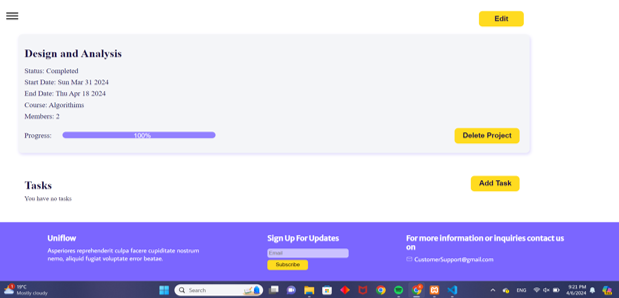 Edit
Design and Analysis
Status: Completed
Start Date: Sun Mar 31 2024
End Date: Thu Apr 18 2024
Course: Algorithims
Members: 2
Progress: 100%
Delete Project
Tasks
Add Task
You have no tasks
Uniflow
Asperiores reprehenderit culpa facere cupiditate nostrum
nemo, aliquid fugiat voluptate error beatae.
Sign Up For Updates
Email
Subscribe
For more information or inquiries contact us
on
CustomerSupport@gmail.com
19°C
Mostly cloudy
Search
ENG
9:21 PM
4/6/2024